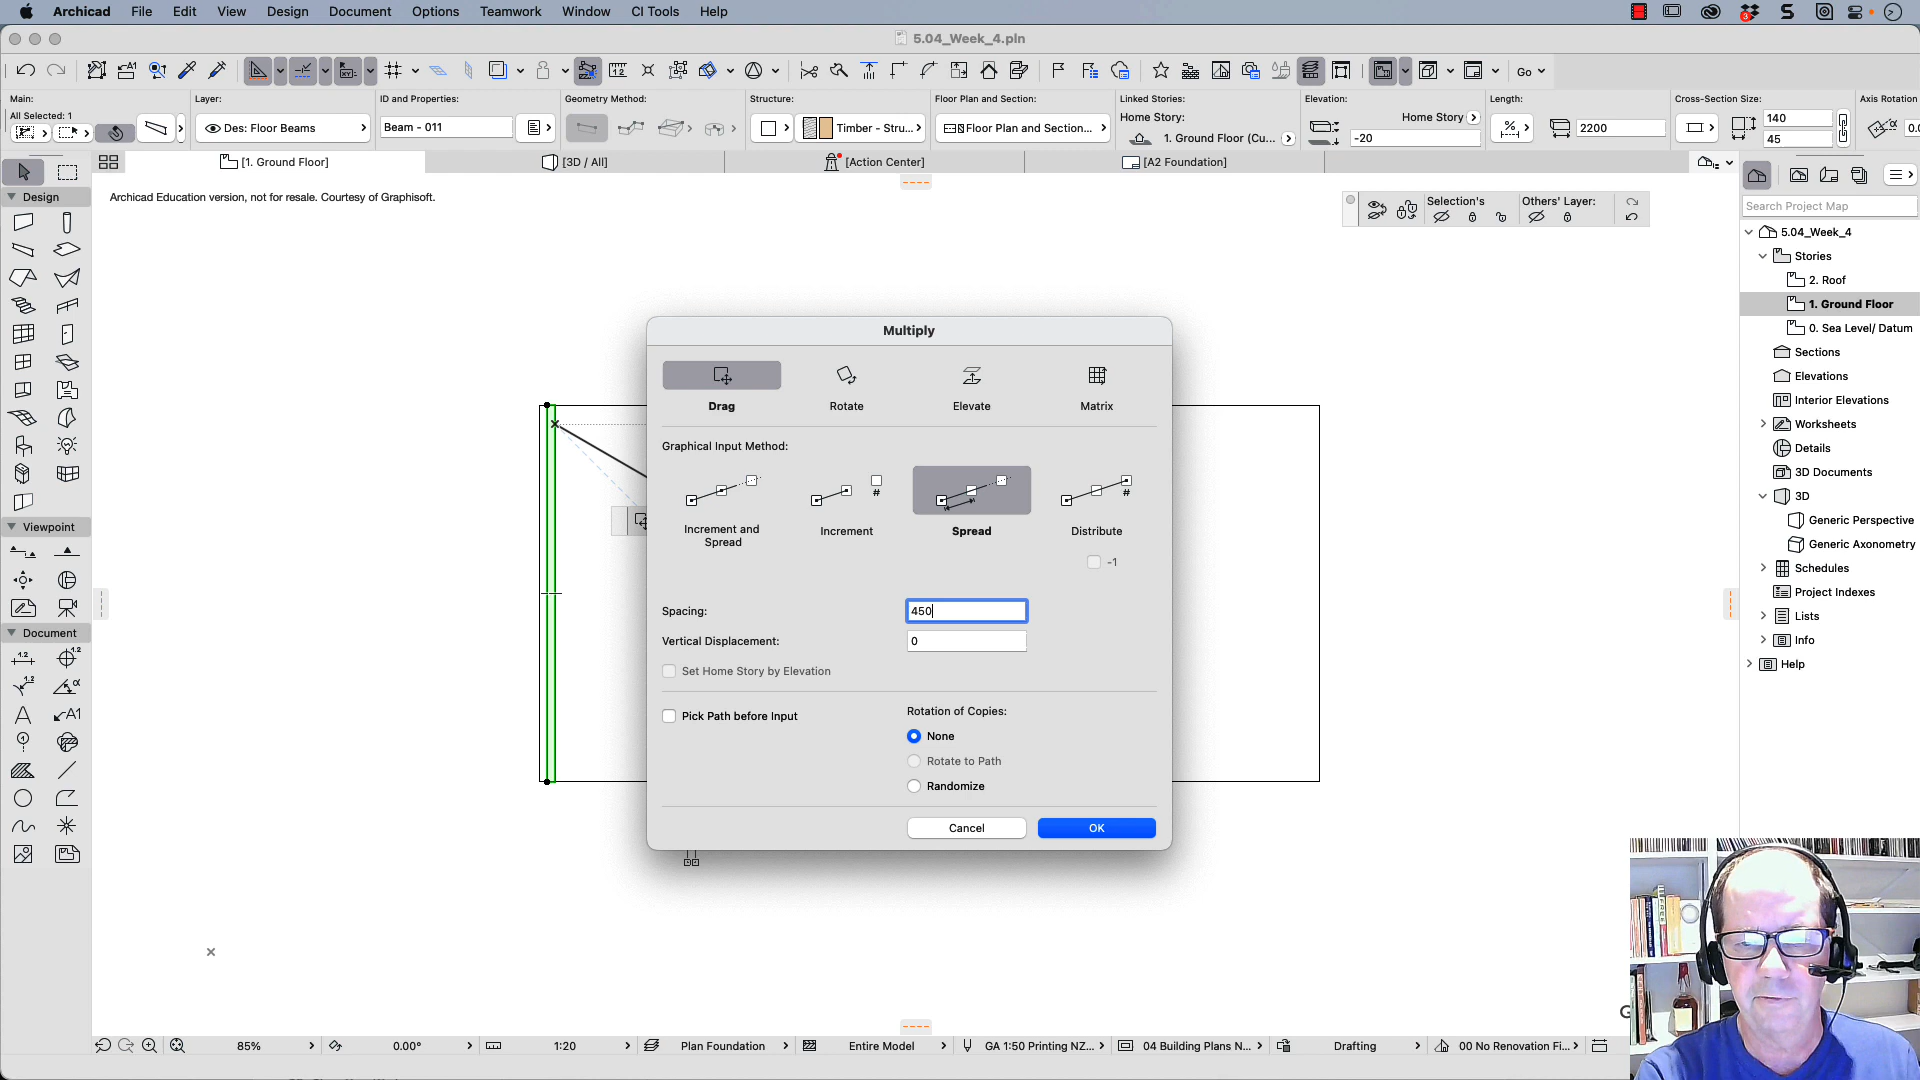 Archicad File Edit View Design Document Options Teamwork Window CI Tools Help
3
5.04_Week_4.pln
Go
Main: Layer: ID and Properties: Geometry Method: Structure: Floor Plan and Section: Linked Stories: Elevation: Length: Cross-Section Size: Axis Rotation
All Selected: 1
Home Story: Home Story
Des: Floor Beams Beam - 011 Timber - Stru... Floor Plan and Section... 1. Ground Floor (Cu... -20 2200 140 45 0.0
[1. Ground Floor] [3D / All] [Action Center] [A2 Foundation]
Archicad Education version, not for resale. Courtesy of Graphisoft.
Selection's Others' Layer:
Search Project Map
Design
Viewpoint
Document
Multiply
Drag Rotate Elevate Matrix
Graphical Input Method:
#
#
Increment and Spread
Increment
Spread
Distribute
-1
Spacing: 450
Vertical Displacement: 0
Set Home Story by Elevation
Pick Path before Input
Rotation of Copies:
None
Rotate to Path
Randomize
Cancel OK
5.04_Week_4
Stories
2. Roof
1. Ground Floor
0. Sea Level/ Datum
Sections
Elevations
Interior Elevations
Worksheets
Details
3D Documents
3D
Generic Perspective
Generic Axonometry
Schedules
Project Indexes
Lists
Info
Help
85% 0.00° 1:20 Plan Foundation Entire Model GA 1:50 Printing NZ... 04 Building Plans N... Drafting 00 No Renovation Fi...